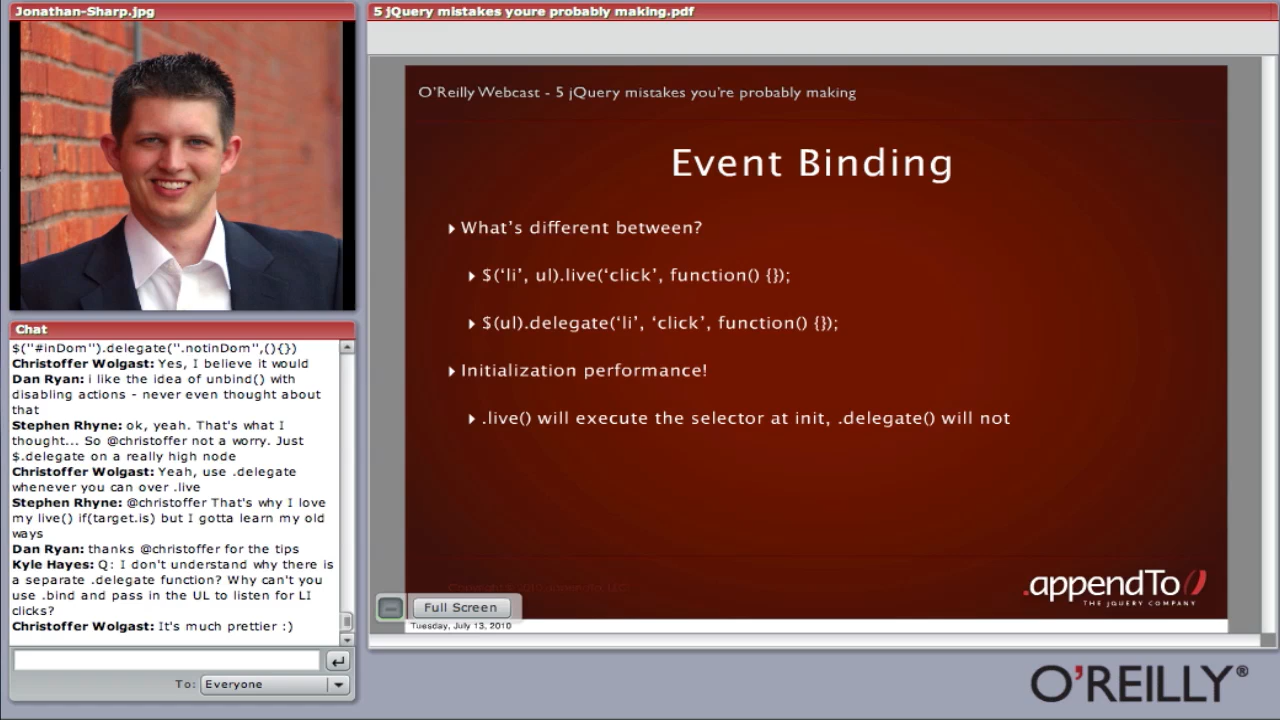 Jonathan-Sharp.jpg
5 jQuery mistakes youre probably making.pdf
O'Reilly Webcast - 5 jQuery mistakes you're probably making
Event Binding
What's different between?
$('li', ul).live('click', function() {});
$(ul).delegate('li', 'click', function() {});
Initialization performance!
.live() will execute the selector at init, .delegate() will not
.appendTo()
THE JQUERY COMPANY
Full Screen
Tuesday, July 13, 2010
Chat
$("#inDom").delegate(".notinDom",(){})
Christoffer Wolgast: Yes, I believe it would
Dan Ryan: i like the idea of unbind() with
disabling actions - never even thought about
that
Stephen Rhyne: ok, yeah. That's what I
thought... So @christoffer not a worry. Just
$.delegate on a really high node
Christoffer Wolgast: Yeah, use .delegate
whenever you can over .live
Stephen Rhyne: @christoffer That's why I love
my live() if(target.is) but I gotta learn my old
ways
Dan Ryan: thanks @christoffer for the tips
Kyle Hayes: Q: I don't understand why there is
a separate .delegate function? Why can't you
use .bind and pass in the UL to listen for LI
clicks?
Christoffer Wolgast: It's much prettier :)
To: Everyone
O'REILLY®